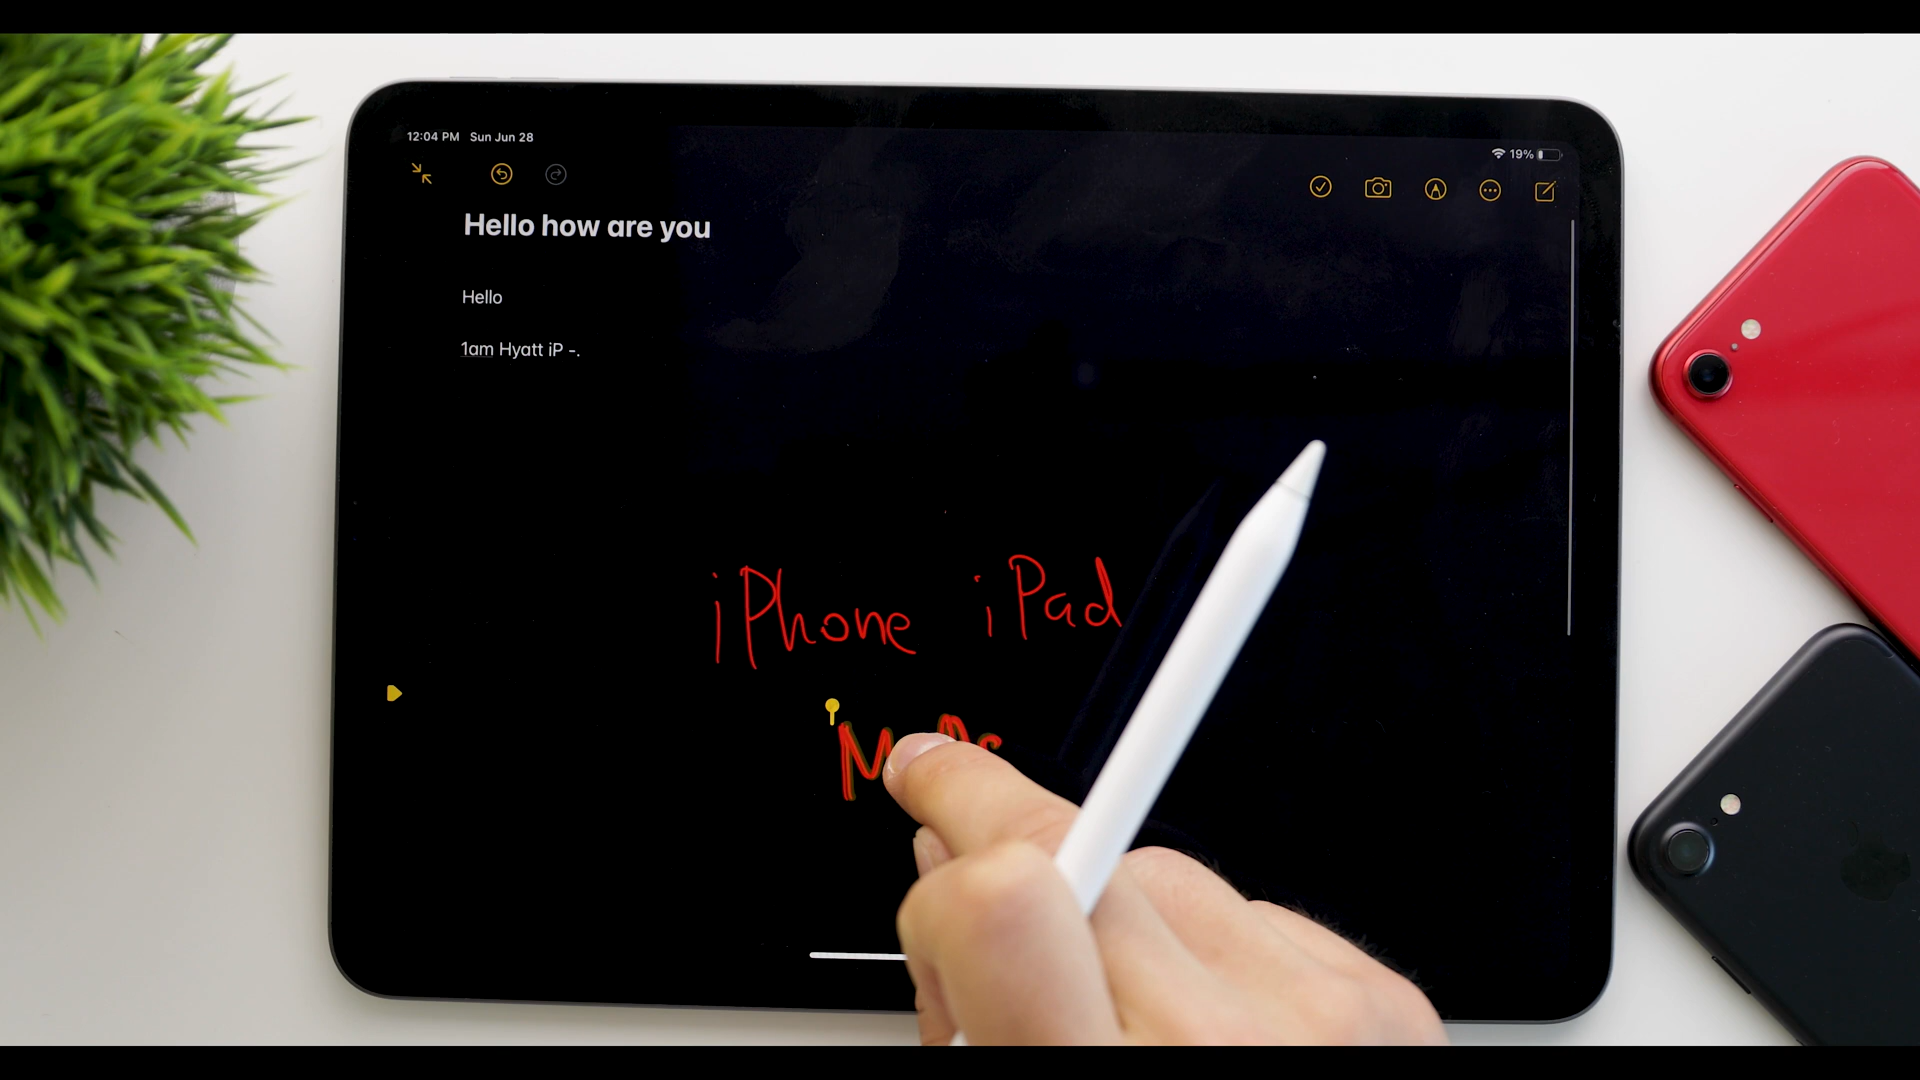 12:04 PM Sun Jun 28
19%
Hello how are you
Hello
1am Hyatt iP -.
iPhone iPad